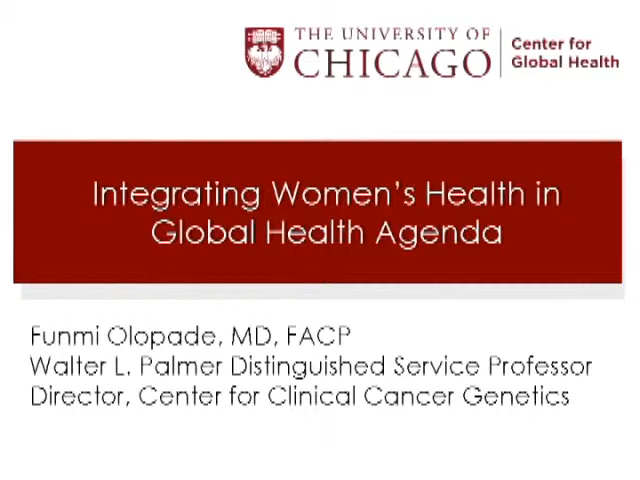 THE UNIVERSITY OF
CHICAGO
Center for
Global Health
Integrating Women's Health in
Global Health Agenda
Funmi Olopade, MD, FACP
Walter L. Palmer Distinguished Service Professor
Director, Center for Clinical Cancer Genetics